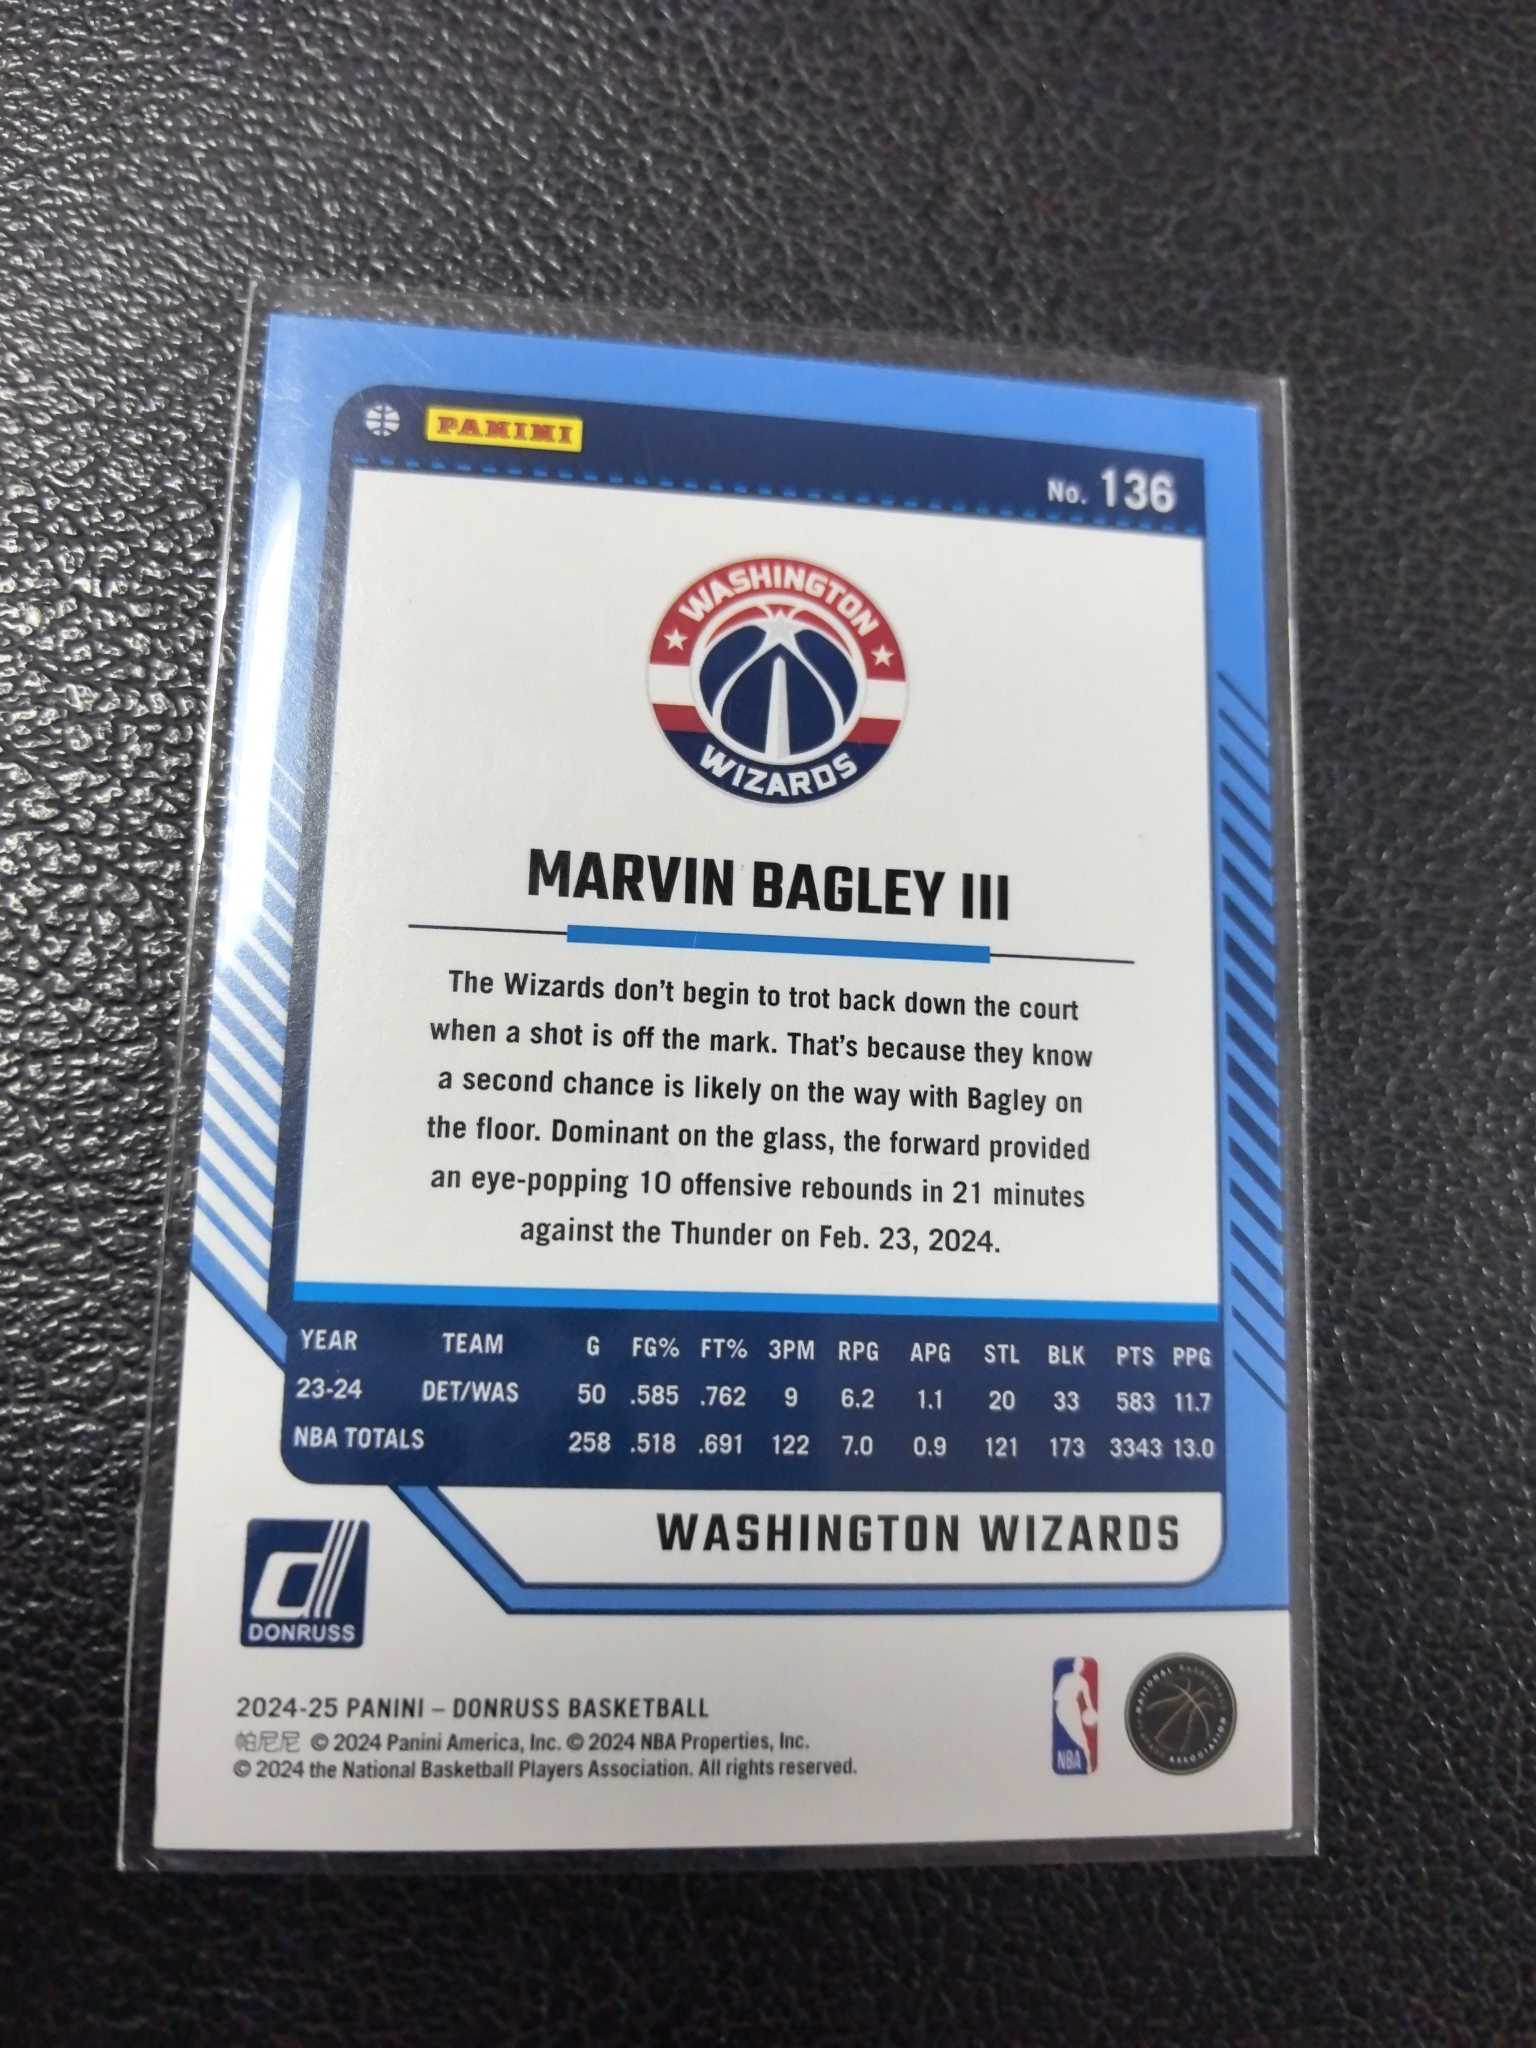 PANINI
No. 136
WASHINGTON
WIZARDS
MARVIN BAGLEY III
The Wizards don't begin to trot back down the court
when a shot is off the mark. That's because they know
a second chance is likely on the way with Bagley on
the floor. Dominant on the glass, the forward provided
an eye-popping 10 offensive rebounds in 21 minutes
against the Thunder on Feb. 23, 2024.
YEAR TEAM G FG% FT% 3PM RPG APG STL BLK PTS PPG
23-24 DET/WAS 50 .585 .762 9 6.2 1.1 20 33 583 11.7
NBA TOTALS 258 .518 .691 122 7.0 0.9 121 173 3343 13.0
WASHINGTON WIZARDS
DONRUSS
2024-25 PANINI – DONRUSS BASKETBALL
帕尼尼 © 2024 Panini America, Inc. © 2024 NBA Properties, Inc.
© 2024 the National Basketball Players Association. All rights reserved.
NBA
NATIONAL BASKETBALL
ASSOCIATION